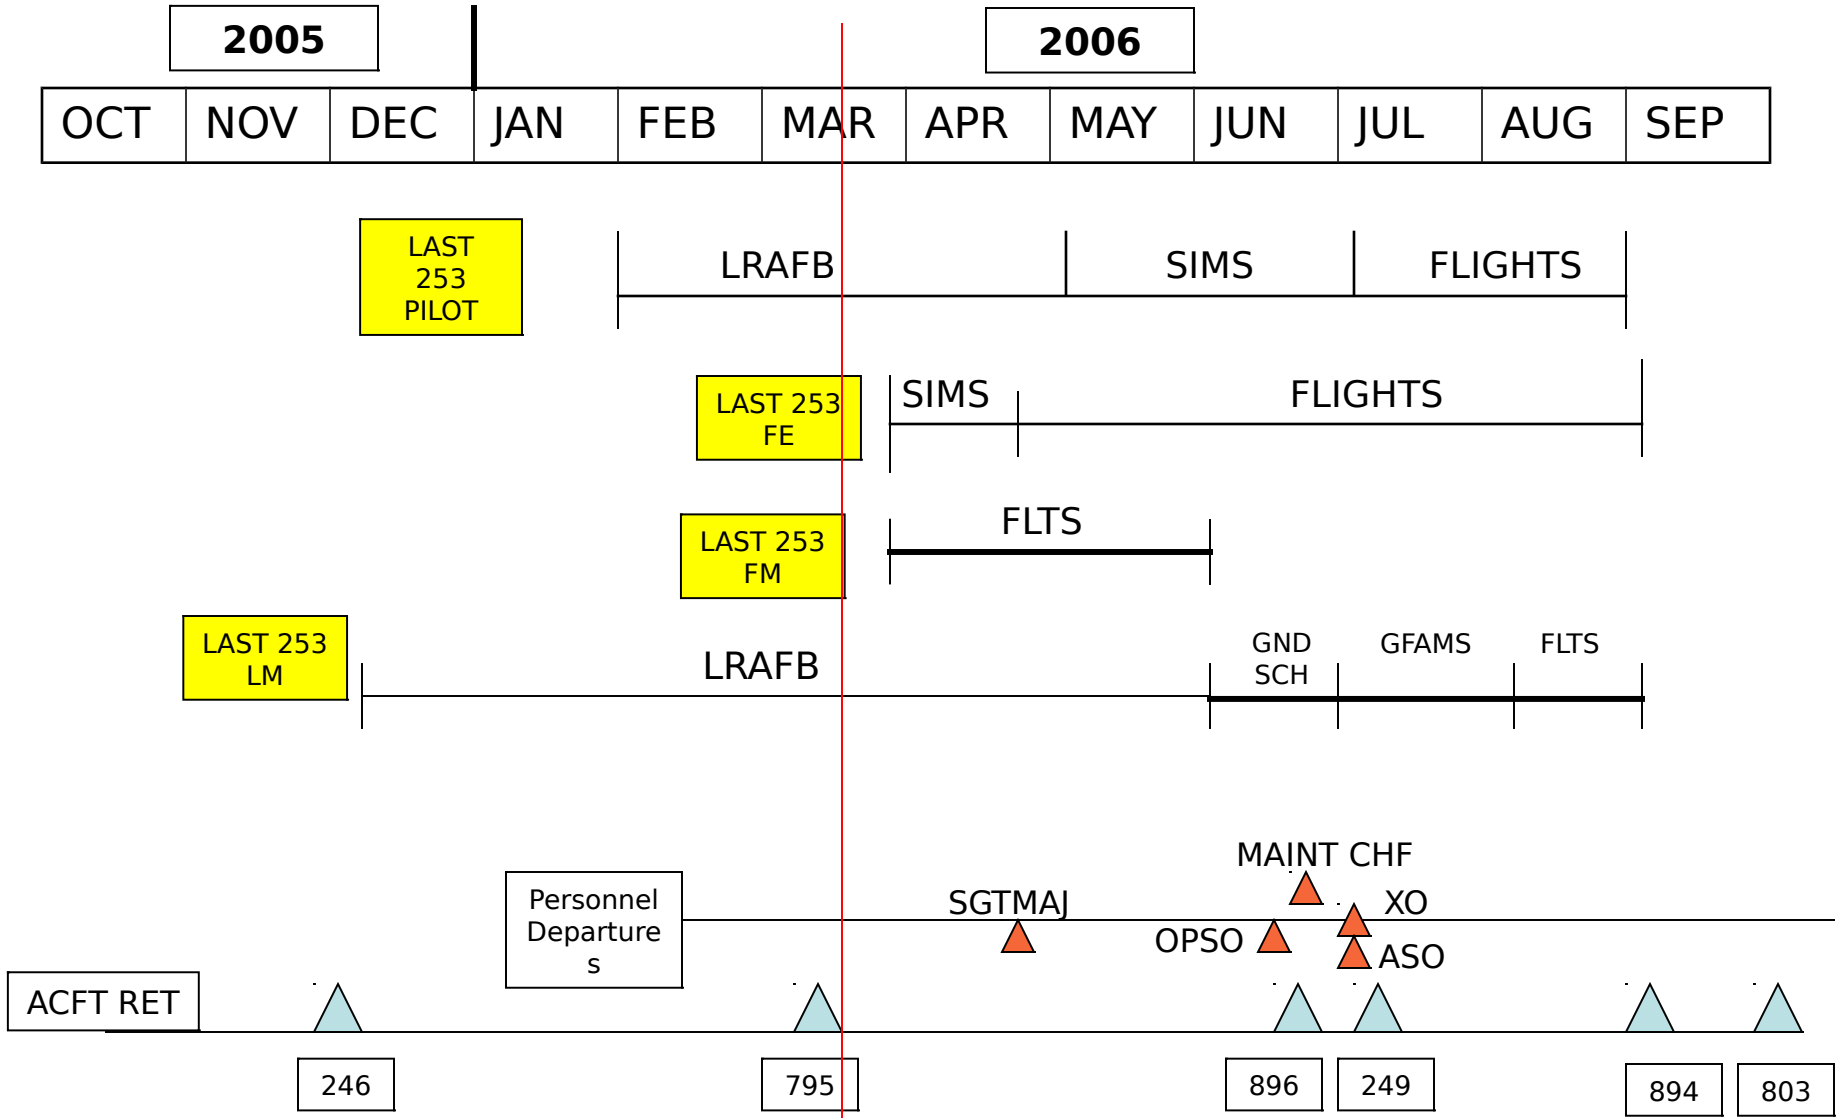 2005
2006
OCT NOV DEC JAN FEB MAR APR MAY JUN JUL AUG SEP
LAST
253
PILOT
LRAFB SIMS FLIGHTS
LAST 253
FE
SIMS FLIGHTS
LAST 253
FM
FLTS
LAST 253
LM
LRAFB
GND
SCH
GFAMS
FLTS
MAINT CHF
Personnel
Departure
s
SGTMAJ
XO
OPSO
ASO
ACFT RET
246 795 896 249 894 803